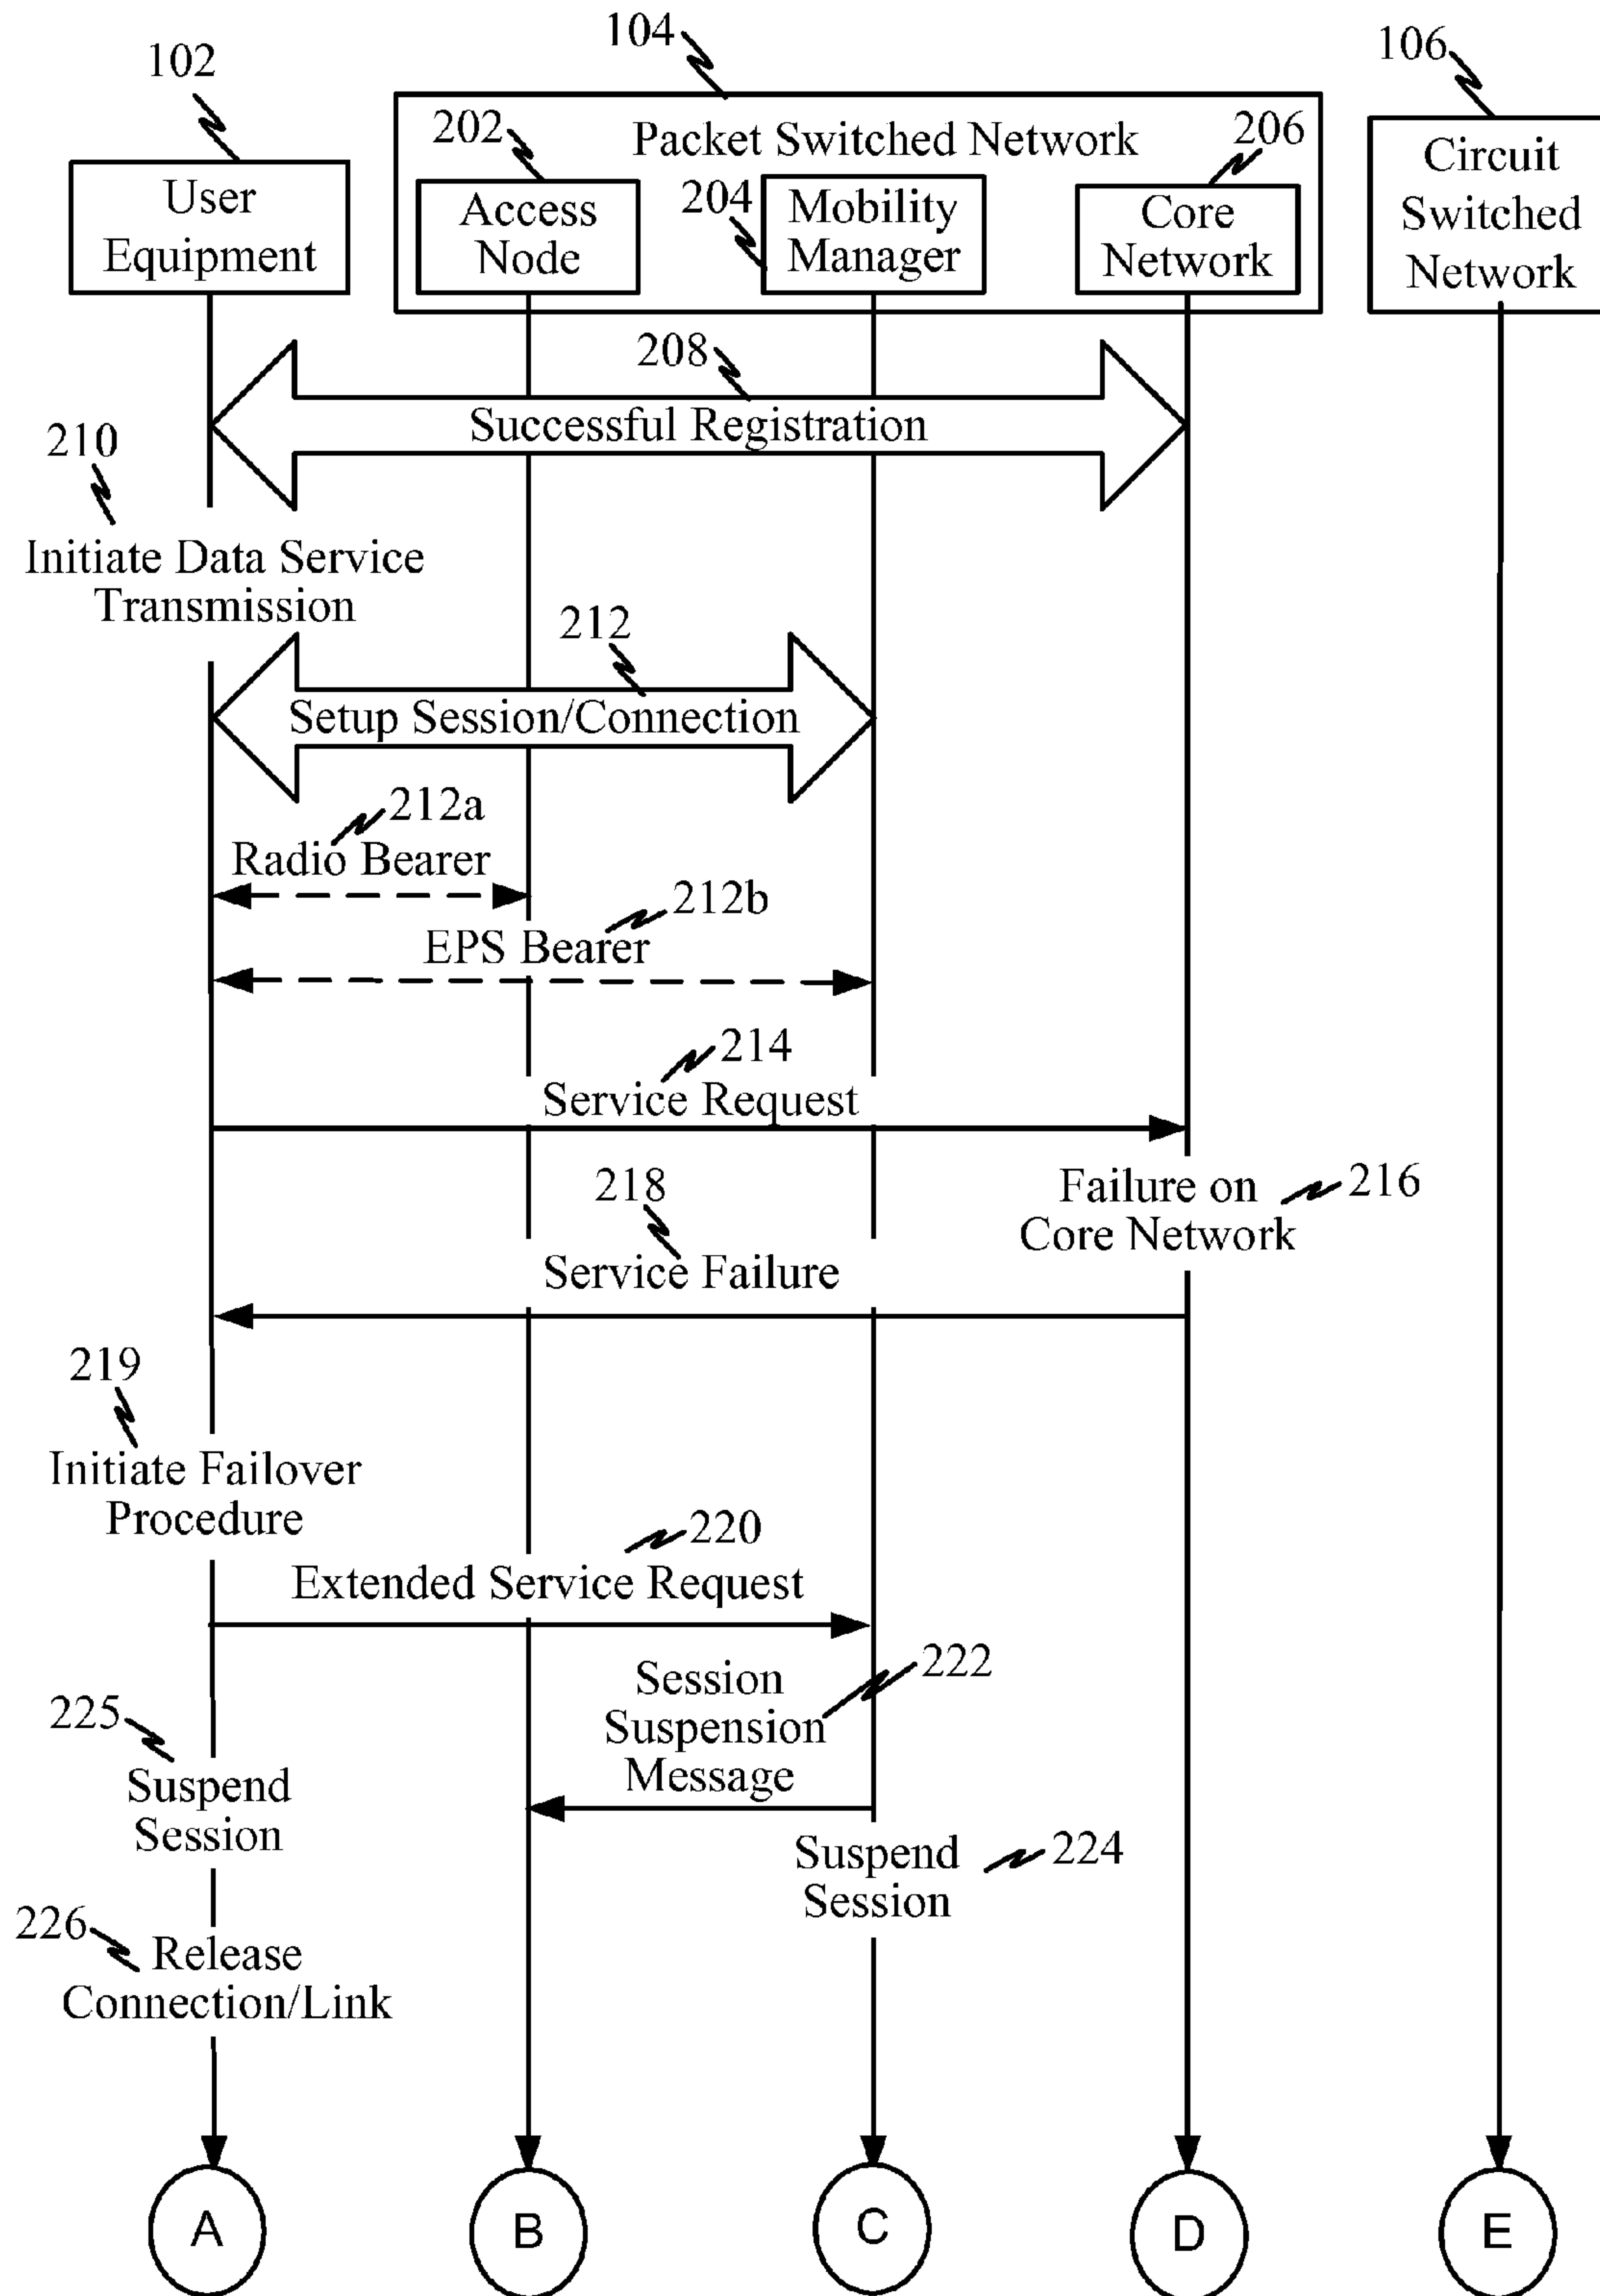 104
106
102
202
Packet Switched Network
206
Circuit
Switched
Network
User
Equipment
Access
Node
204
Mobility
Manager
Core
Network
208
Successful Registration
210
Initiate Data Service
Transmission
212
Setup Session/Connection
212a
Radio Bearer
212b
EPS Bearer
214
Service Request
218
Failure on
Core Network
216
Service Failure
219
Initiate Failover
Procedure
220
Extended Service Request
222
Session
Suspension
Message
225
Suspend
Session
Suspend
Session
224
226
Release
Connection/Link
A
B
C
D
E